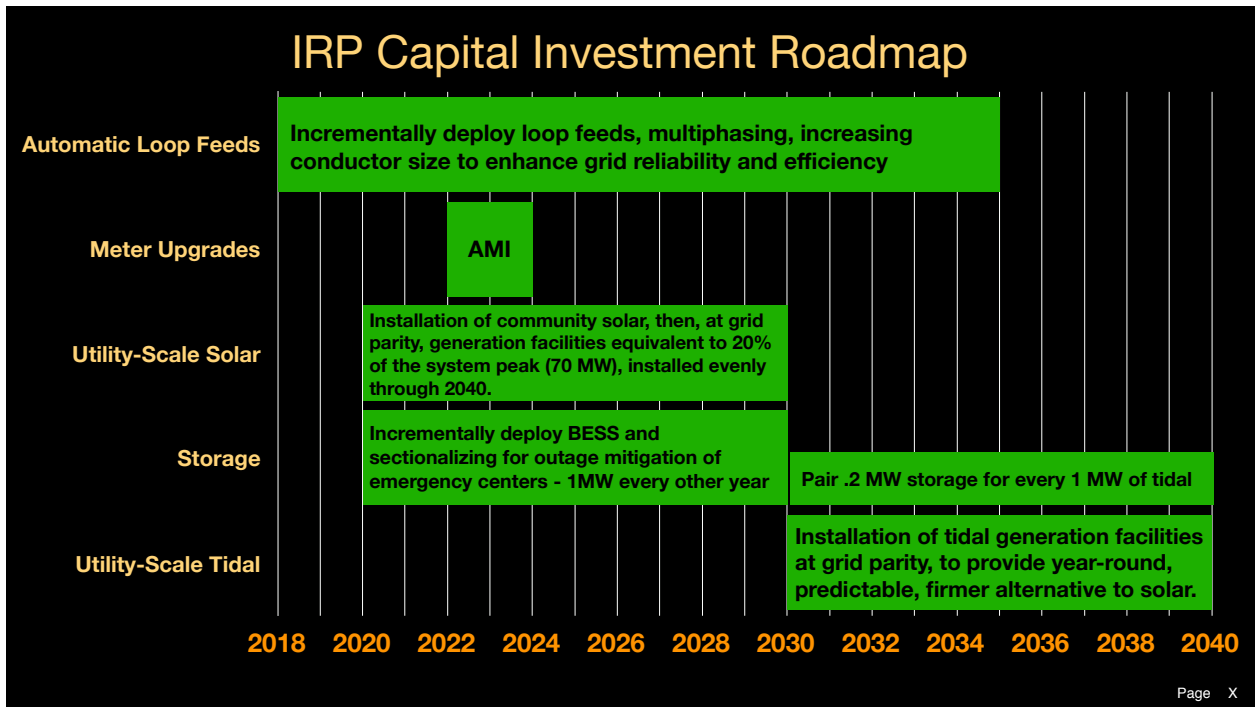 IRP Capital Investment Roadmap
Automatic Loop Feeds
Incrementally deploy loop feeds, multiphasing, increasing
conductor size to enhance grid reliability and efficiency
Meter Upgrades
AMI
Utility-Scale Solar
Installation of community solar, then, at grid
parity, generation facilities equivalent to 20%
of the system peak (70 MW), installed evenly
through 2040.
Storage
Incrementally deploy BESS and
sectionalizing for outage mitigation of
emergency centers - 1MW every other year
Pair .2 MW storage for every 1 MW of tidal
Utility-Scale Tidal
Installation of tidal generation facilities
at grid parity, to provide year-round,
predictable, firmer alternative to solar.
2018 2020 2022 2024 2026 2028 2030 2032 2034 2036 2038 2040
Page X